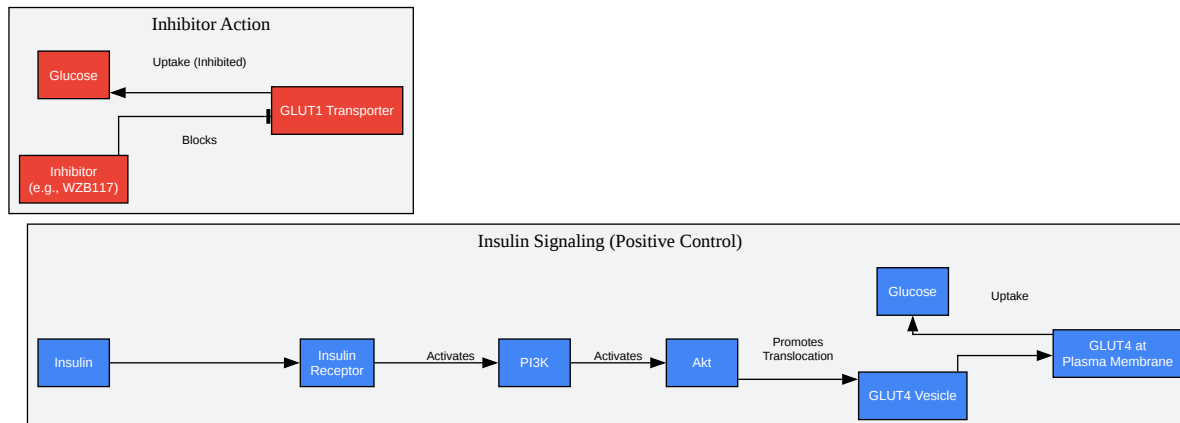 Inhibitor Action
Glucose
Uptake (Inhibited)
GLUT1 Transporter
Blocks
Inhibitor
(e.g., WZB117)
Insulin Signaling (Positive Control)
Glucose
Uptake
Insulin
Insulin
Receptor
Activates
PI3K
Activates
Akt
Promotes
Translocation
GLUT4 Vesicle
GLUT4 at
Plasma Membrane